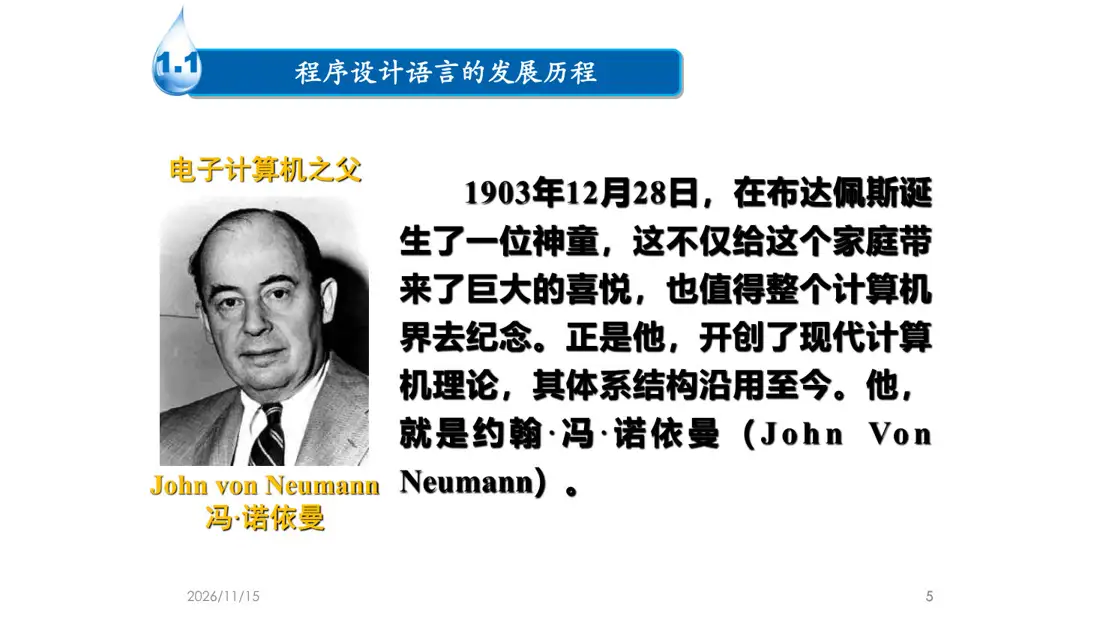 1.1
程序设计语言的发展历程
电子计算机之父
John von Neumann
冯·诺依曼
1903年12月28日，在布达佩斯诞
生了一位神童，这不仅给这个家庭带
来了巨大的喜悦，也值得整个计算机
界去纪念。正是他，开创了现代计算
机理论，其体系结构沿用至今。他，
就是约翰·冯·诺依曼（John Von
Neumann）。
2026/11/15
5